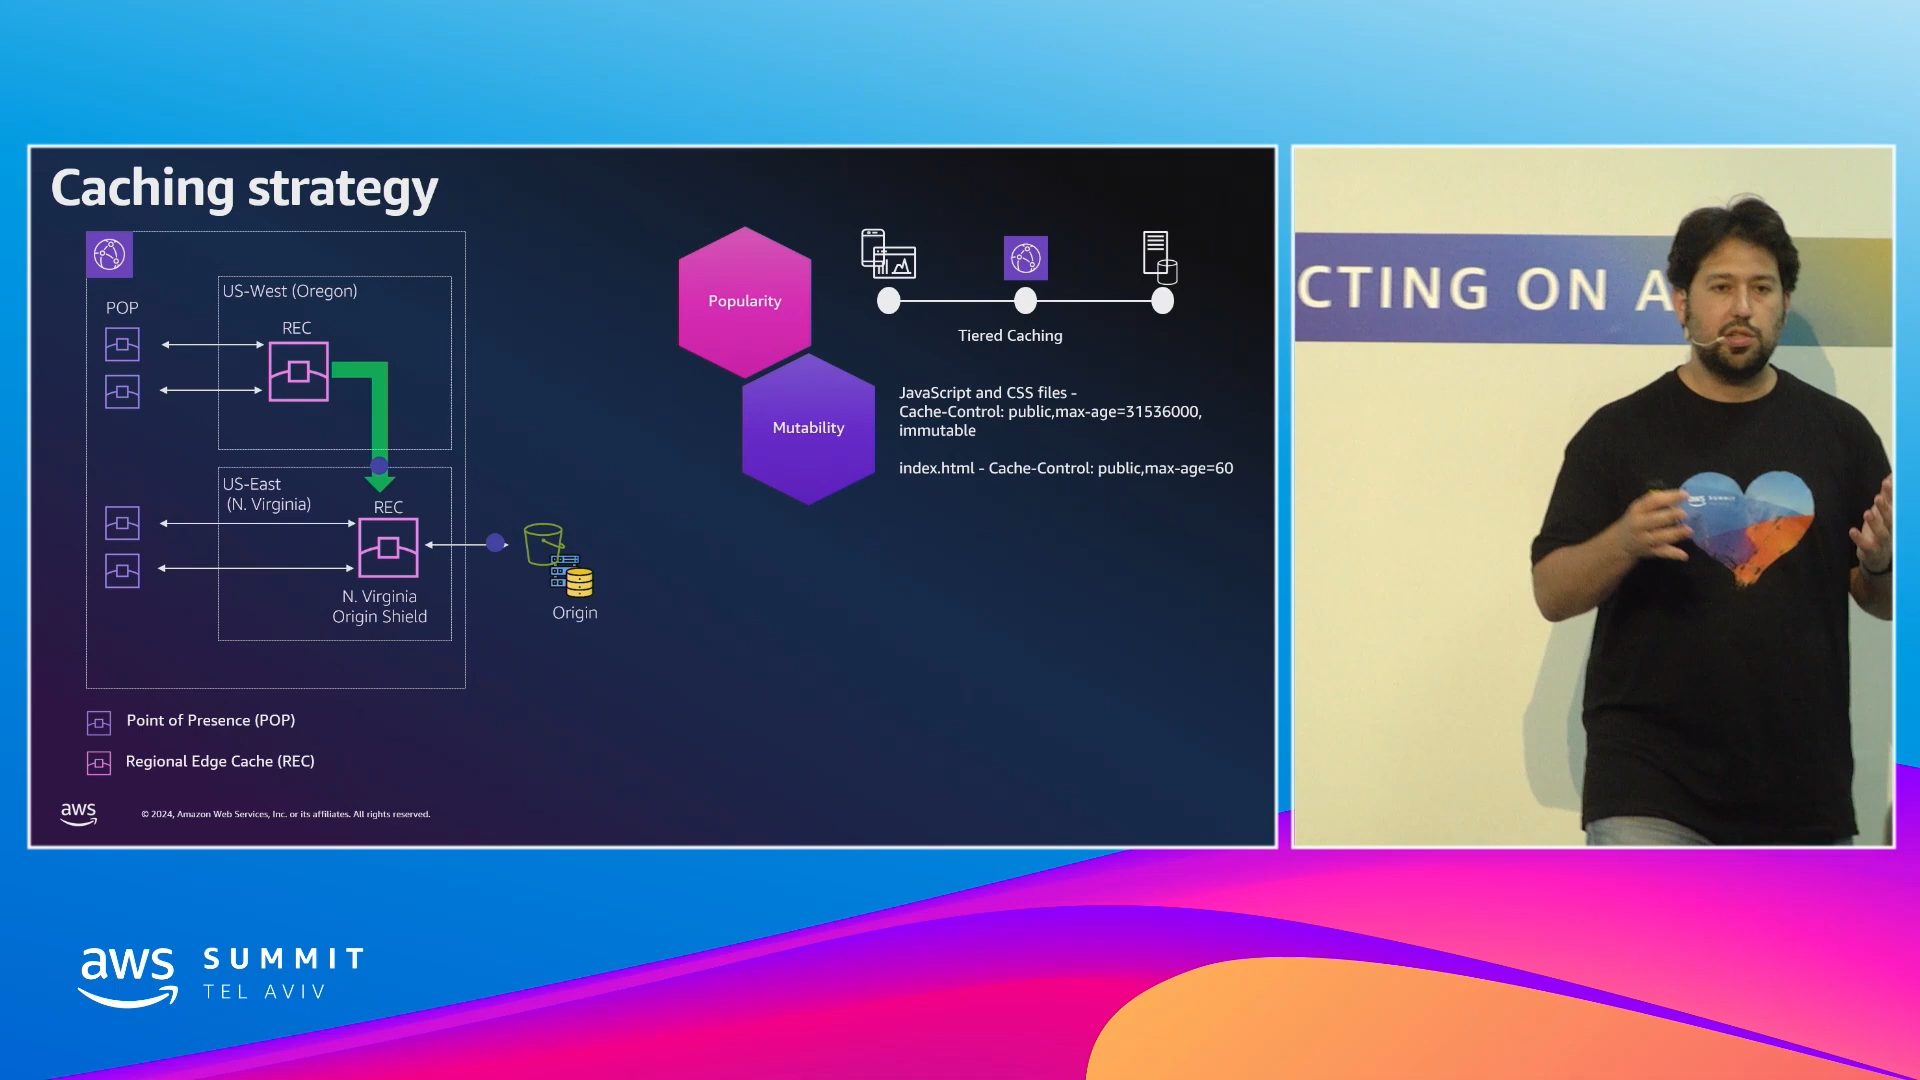 Caching strategy
POP
US-West (Oregon)
REC
US-East
(N. Virginia)
REC
N. Virginia
Origin Shield
Origin
Point of Presence (POP)
Regional Edge Cache (REC)
aws
© 2024, Amazon Web Services, Inc. or its affiliates. All rights reserved.
Popularity
Tiered Caching
Mutability
JavaScript and CSS files -
Cache-Control: public,max-age=31536000,
immutable
index.html - Cache-Control: public,max-age=60
CTING ON A
aws SUMMIT
aws SUMMIT
TEL AVIV